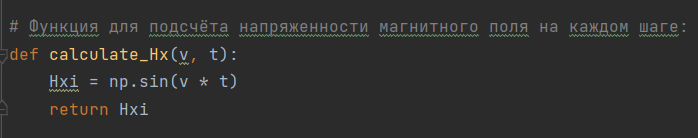 # Функция для подсчёта напряженности магнитного поля на каждом шаге:
def calculate_Hx(v, t):
    Hxi = np.sin(v * t)
    return Hxi